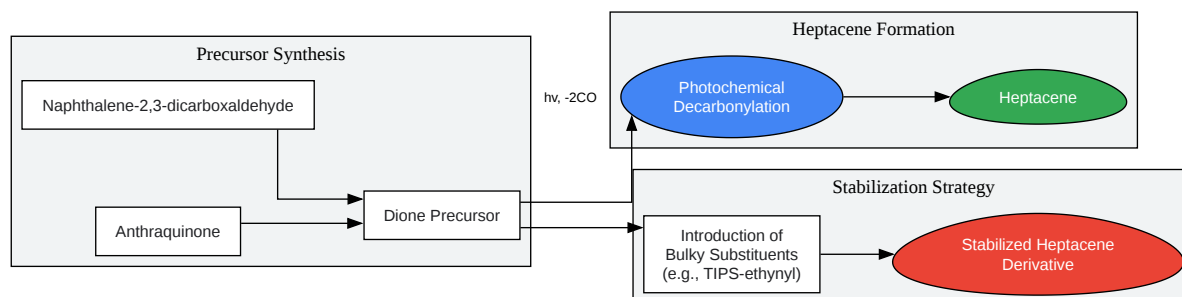 Precursor Synthesis
Naphthalene-2,3-dicarboxaldehyde
Anthraquinone
Dione Precursor
hv, -2CO
Heptacene Formation
Photochemical
Decarbonylation
Heptacene
Stabilization Strategy
Introduction of
Bulky Substituents
(e.g., TIPS-ethynyl)
Stabilized Heptacene
Derivative